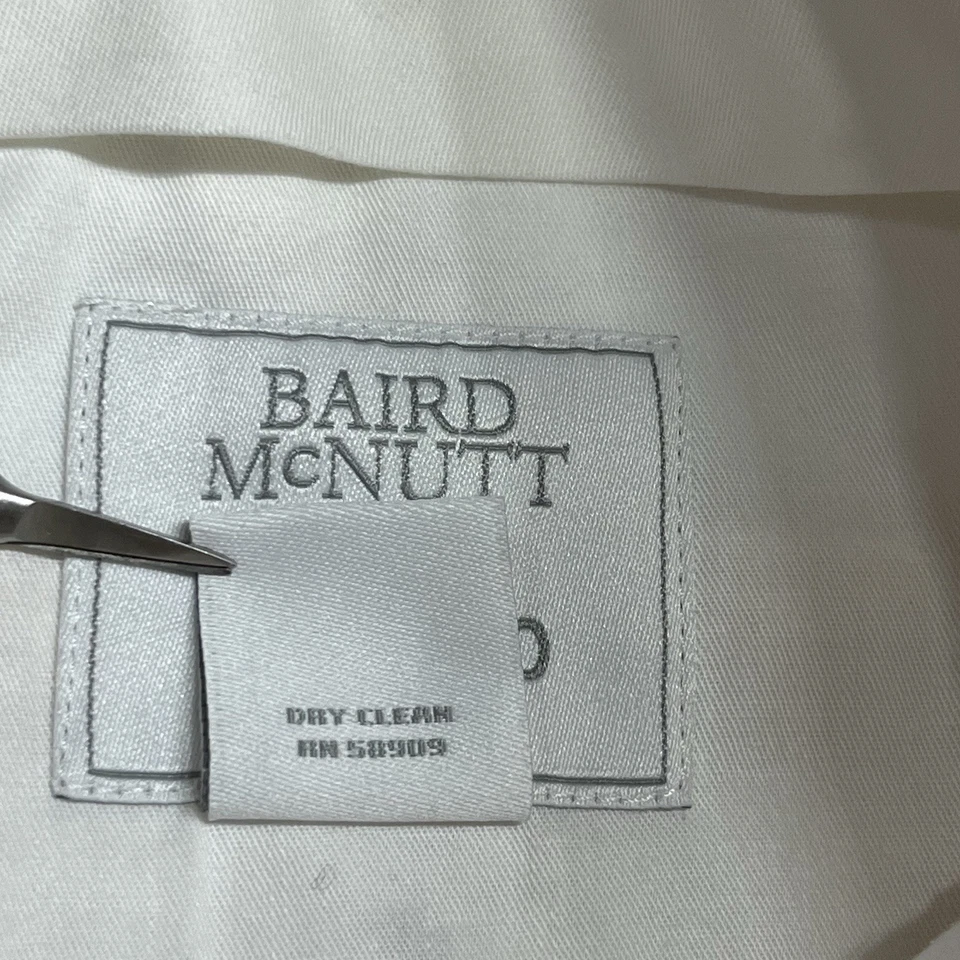 BAIRD
McNUTT
DRY CLEAN
RN 58909